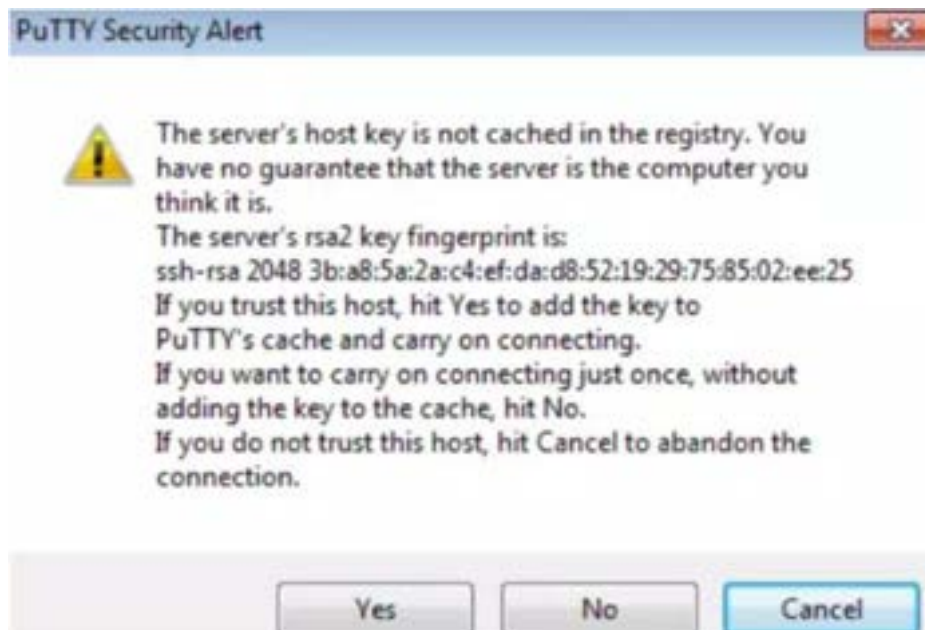 PuTTY Security Alert
The server's host key is not cached in the registry. You
have no guarantee that the server is the computer you
think it is.
The server's rsa2 key fingerprint is:
ssh-rsa 2048 3b:a8:5a:2a:c4:ef:da:d8:52:19:29:75:85:02:ee:25
If you trust this host, hit Yes to add the key to
PuTTY's cache and carry on connecting.
If you want to carry on connecting just once, without
adding the key to the cache, hit No.
If you do not trust this host, hit Cancel to abandon the
connection.
Yes No Cancel